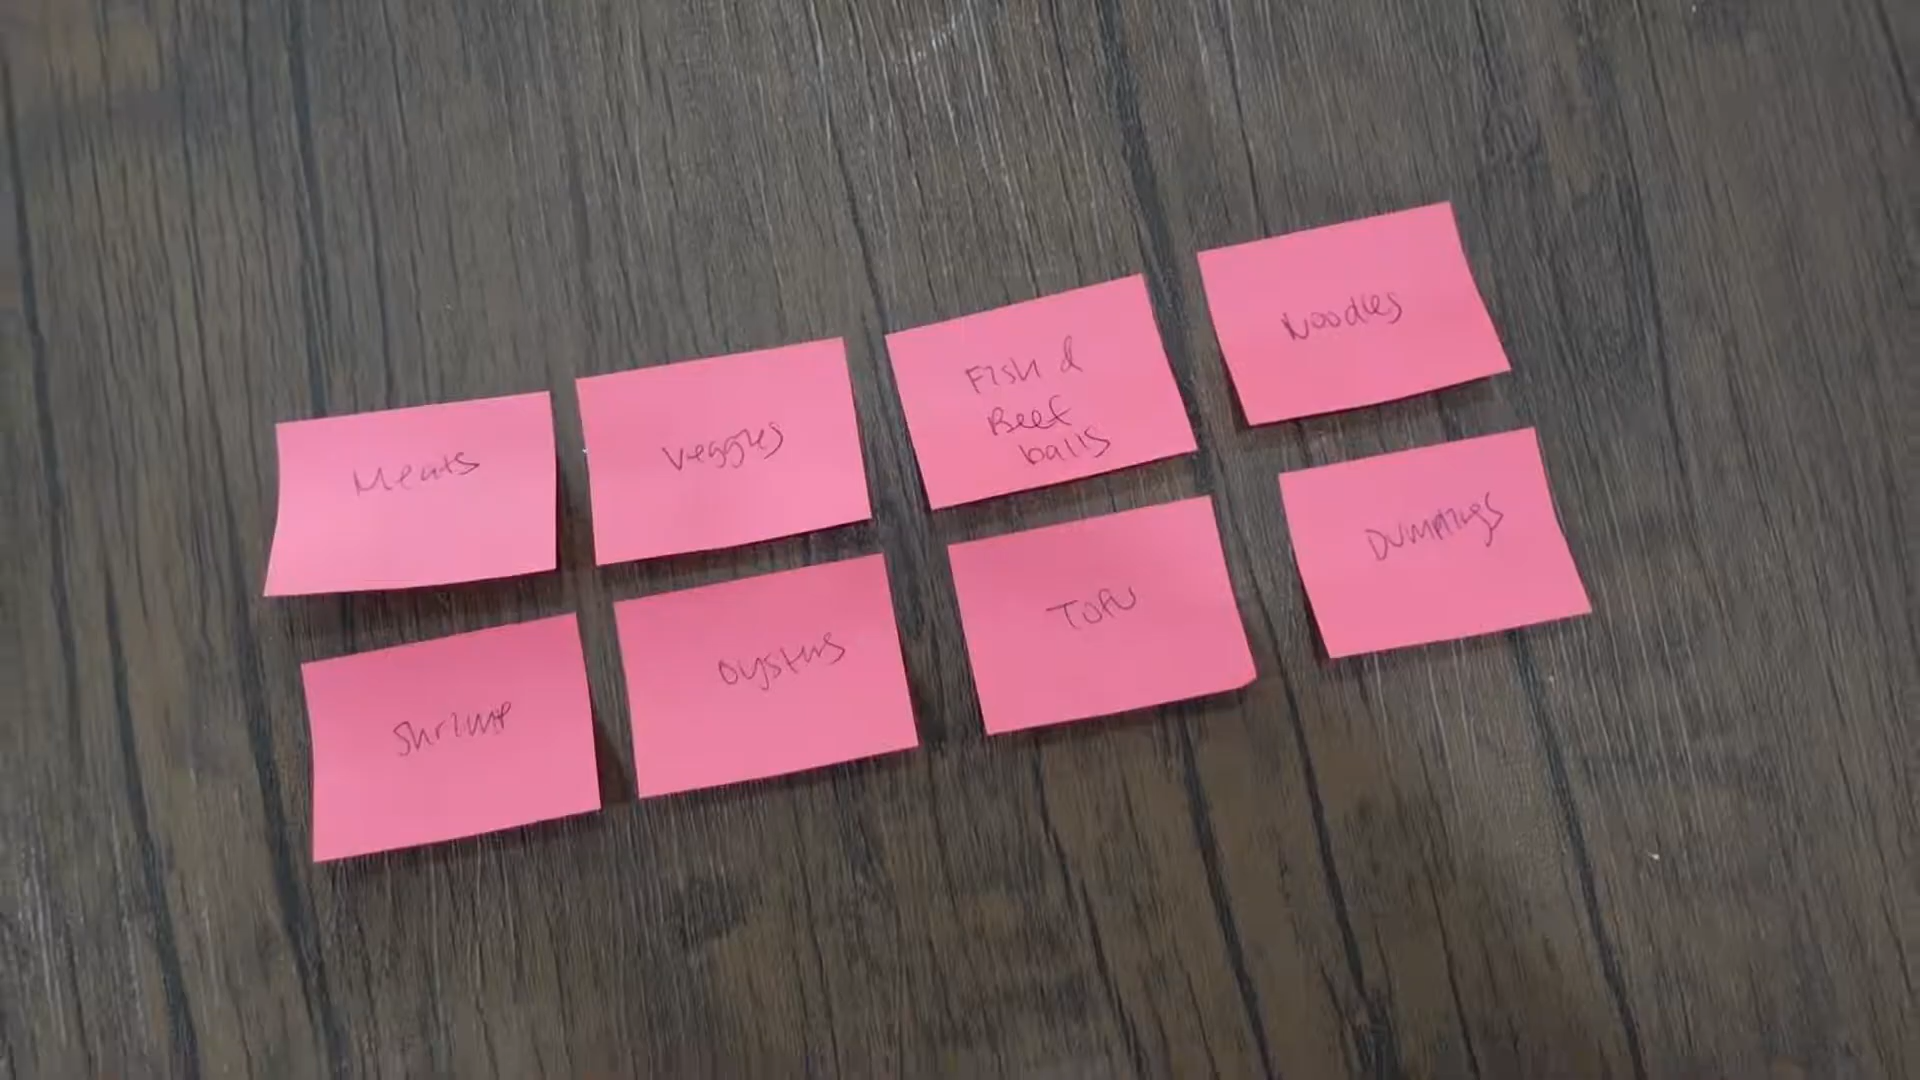 Meats
Veggies
Fish &
Beef
balls
Noodles
Shrimp
Oysters
Tofu
Dumplings